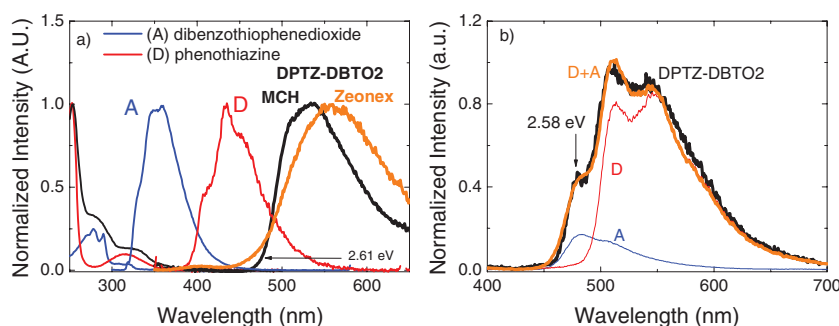 a)
(A) dibenzothiophenedioxide
(D) phenothiazine
DPTZ-DBTO2
MCH Zeonex
A
D
2.61 eV
Normalized Intensity (A.U.)
1.5
1.0
0.5
0.0
300 400 500 600
Wavelength (nm)
b)
D+A
DPTZ-DBTO2
2.58 eV
D
A
Normalized Intensity (a.u.)
1.2
0.8
0.4
0.0
400 500 600 700
Wavelength (nm)